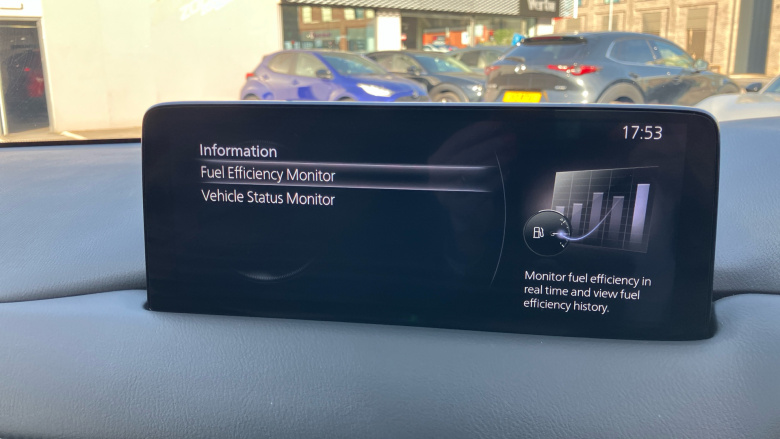 17:53
Information
Fuel Efficiency Monitor
Vehicle Status Monitor
Monitor fuel efficiency in
real time and view fuel
efficiency history.